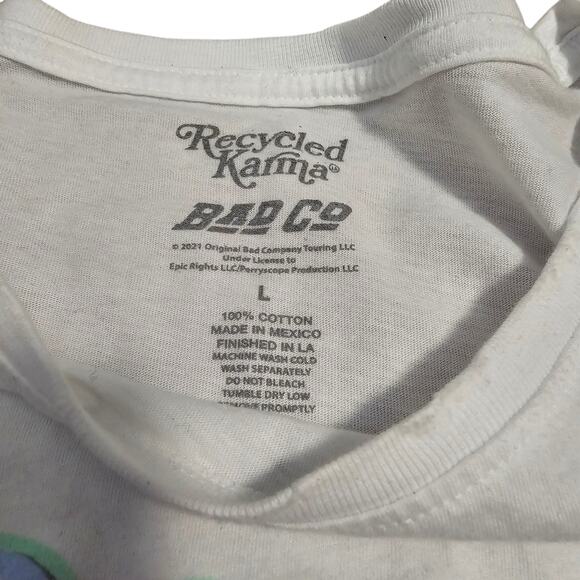 Recycled
Karma
BAD CO
© 2021 Original Bad Company Touring LLC
Under License to
Epic Rights LLC/Perryscope Production LLC
L
100% COTTON
MADE IN MEXICO
FINISHED IN LA
MACHINE WASH COLD
WASH SEPARATELY
DO NOT BLEACH
TUMBLE DRY LOW
PROMPTLY